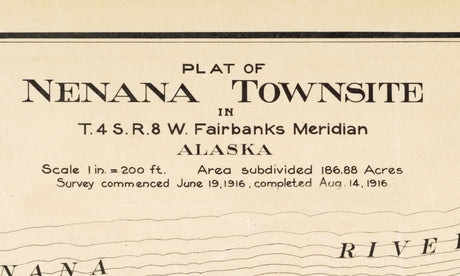 PLAT OF
NENANA TOWNSITE
IN
T. 4 S. R. 8 W. Fairbanks Meridian
ALASKA
Scale 1 in. = 200 ft. Area subdivided 186.88 Acres
Survey commenced June 19, 1916, completed Aug. 14, 1916.
RIVER
NANA